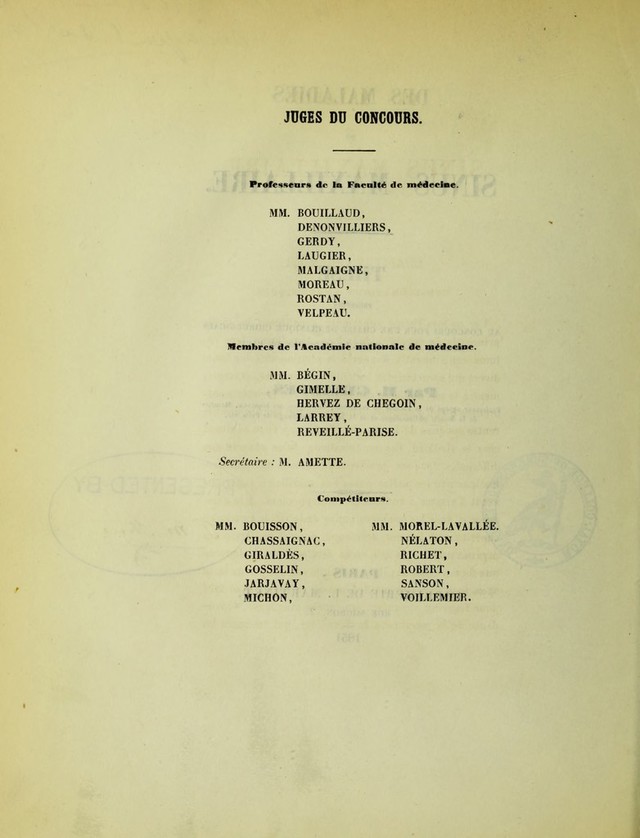 JUGES DU CONCOURS.
Professeurs de la Faculté de médecine.
MM. BOUILLAUD,
DENONVILLIERS,
GERDY,
LAUGIER,
MALGAIGNE,
MOREAU,
ROSTAN,
VELPEAU.
Membres de l'Académie nationale de médecine.
MM. BÉGIN,
GIMELLE,
HERVEZ DE CHEGOIN,
LARREY,
REVEILLÉ-PARISE.
Secrétaire : M. AMETTE.
Compétiteurs.
MM. BOUISSON,
CHASSAIGNAC,
GIRALDÈS,
GOSSELIN,
JARJAVAY,
MICHON,
MM. MOREL-LAVALLÉE.
NÉLATON,
RICHET,
ROBERT,
SANSON,
VOILLEMIER.